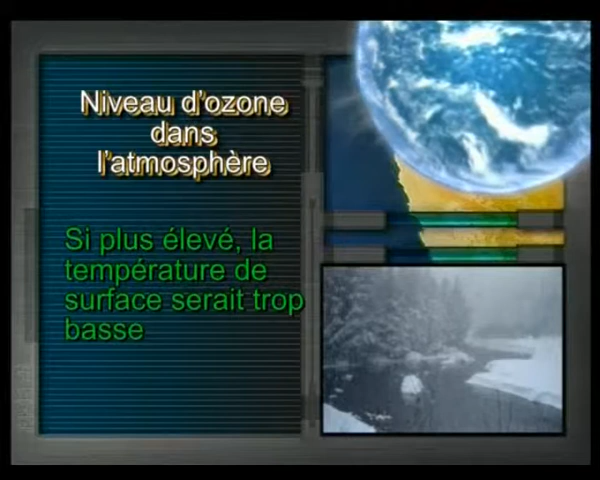 Niveau d'ozone
dans
l'atmosphère
Si plus élevé, la
température de
surface serait trop
basse